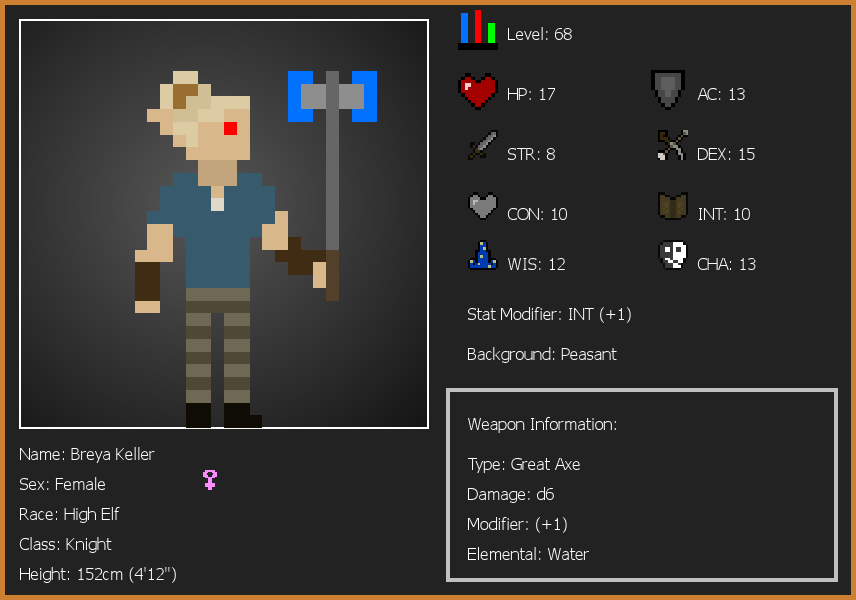 Level: 68
HP: 17
AC: 13
STR: 8
DEX: 15
CON: 10
INT: 10
WIS: 12
CHA: 13
Stat Modifier: INT (+1)
Background: Peasant
Weapon Information:
Type: Great Axe
Damage: d6
Modifier: (+1)
Elemental: Water
Name: Breya Keller
Sex: Female
Race: High Elf
Class: Knight
Height: 152cm (4'12")